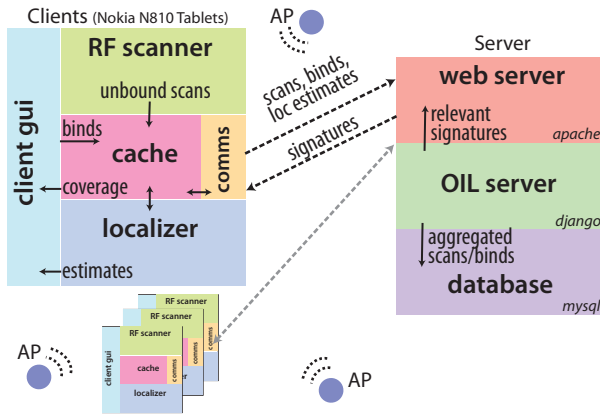 Clients (Nokia N810 Tablets)
AP
RF scanner
unbound scans
client gui
binds
cache
comms
coverage
localizer
estimates
scans, binds,
loc estimates
signatures
Server
web server
relevant
signatures
apache
OIL server
django
aggregated
scans/binds
database
mysql
AP
RF scanner
RF scanner
RF scanner
client gui
cache
comms
comms
comms
localizer
AP